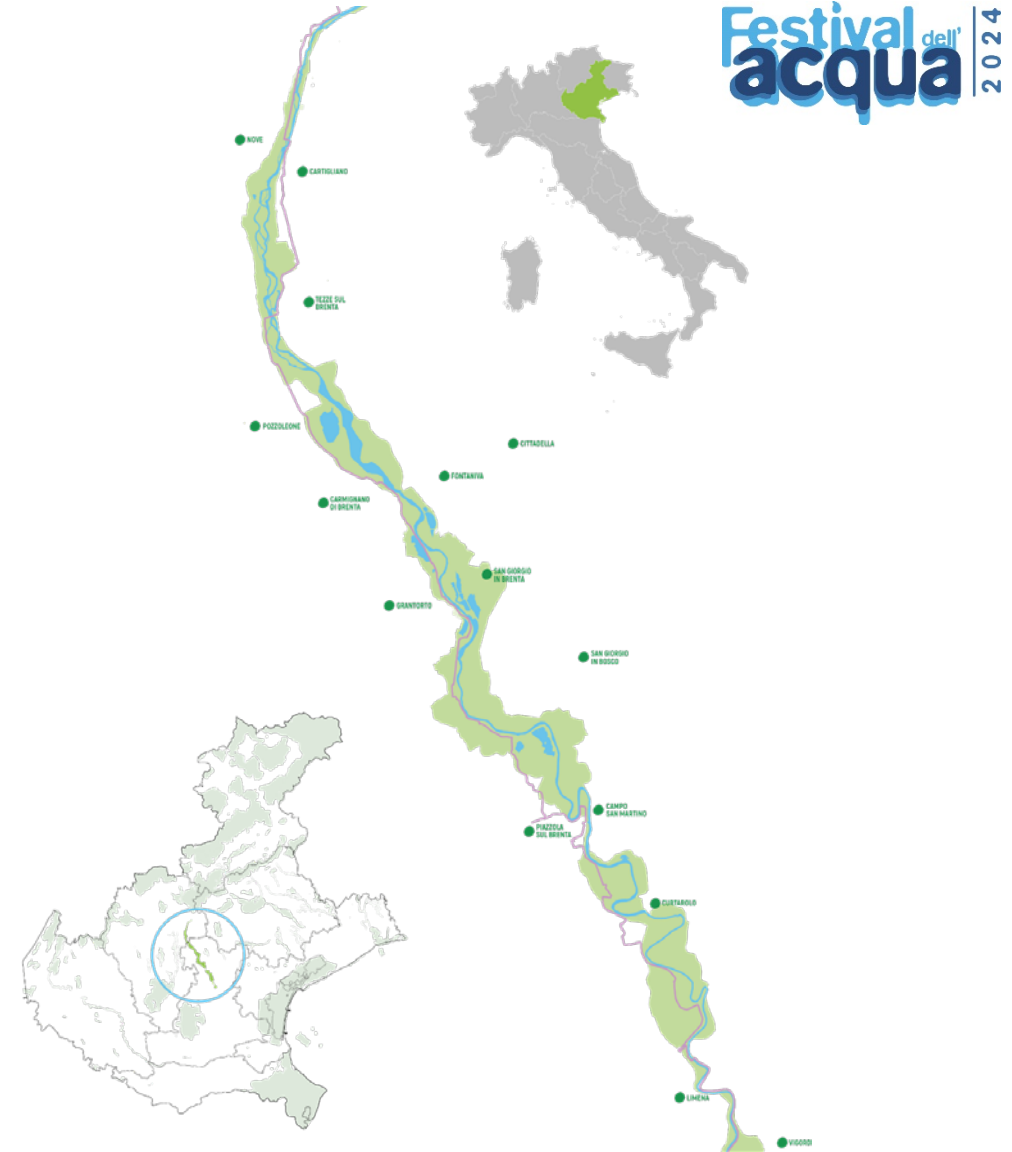 Festival dell'
acqua
2024
NOVE
CARTIGLIANO
TEZZE SUL
BRENTA
POZZOLEONE
CITTADELLA
FONTANIVA
CARMIGNANO
DI BRENTA
SAN GIORGIO
IN BRENTA
GRANTORTO
SAN GIORGIO
IN BOSCO
CAMPO
SAN MARTINO
PIAZZOLA
SUL BRENTA
CURTAROLO
LIMENA
VIGORDI